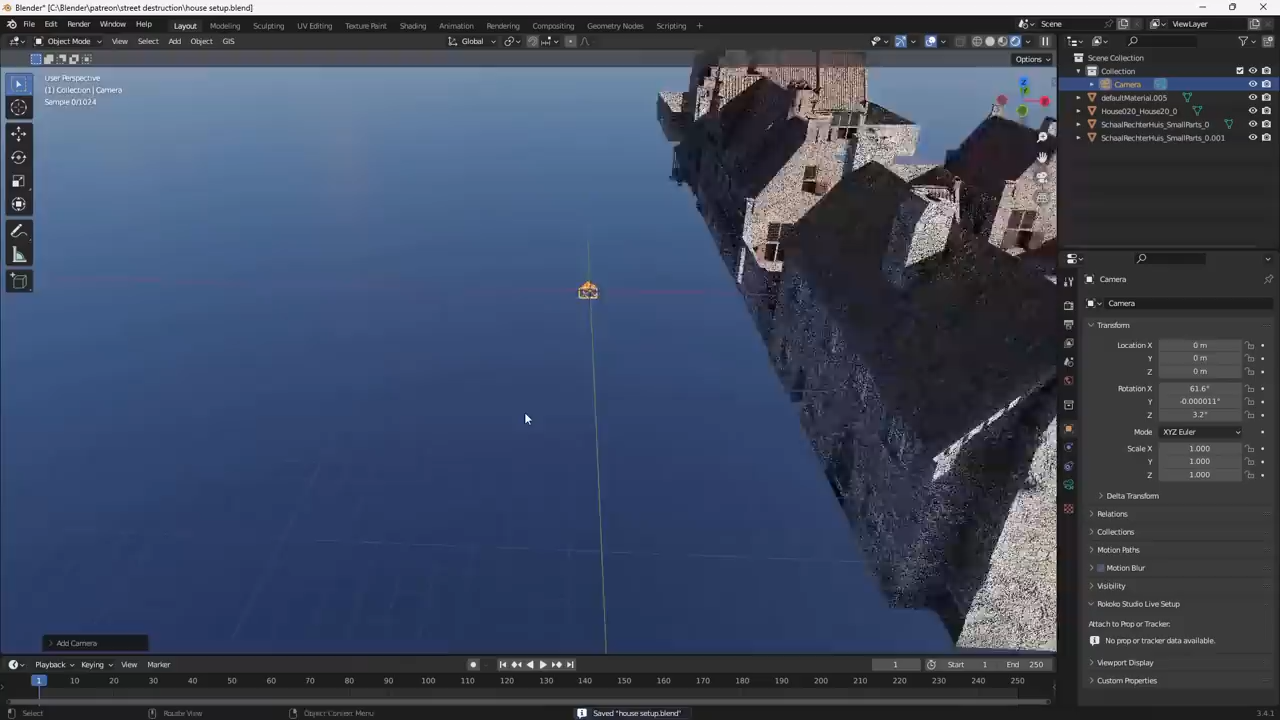 Blender* [C:\Blender\patreon\street destruction\house setup.blend]
File Edit Render Window Help Layout Modeling Sculpting UV Editing Texture Paint Shading Animation Rendering Compositing Geometry Nodes Scripting + Scene ViewLayer
Object Mode View Select Add Object GIS Global
Options
User Perspective
(1) Collection | Camera
Sample 0/1024
Z
X
Scene Collection
Collection
Camera
defaultMaterial.005
House020_House20_0
SchaalRechterHuis_SmallParts_0
SchaalRechterHuis_SmallParts_0.001
Camera
Camera
Transform
Location X 0 m
Y 0 m
Z 0 m
Rotation X 61.6°
Y -0.000011°
Z 3.2°
Mode XYZ Euler
Scale X 1.000
Y 1.000
Z 1.000
Delta Transform
Relations
Collections
Motion Paths
Motion Blur
Visibility
Rokoko Studio Live Setup
Attach to Prop or Tracker:
No prop or tracker data available.
Viewport Display
Custom Properties
Add Camera
Playback Keying View Marker 1 Start 1 End 250
1 10 20 30 40 50 60 70 80 90 100 110 120 130 140 150 160 170 180 190 200 210 220 230 240 250
Select Rotate View Object Context Menu Saved "house setup.blend" 3.4.1